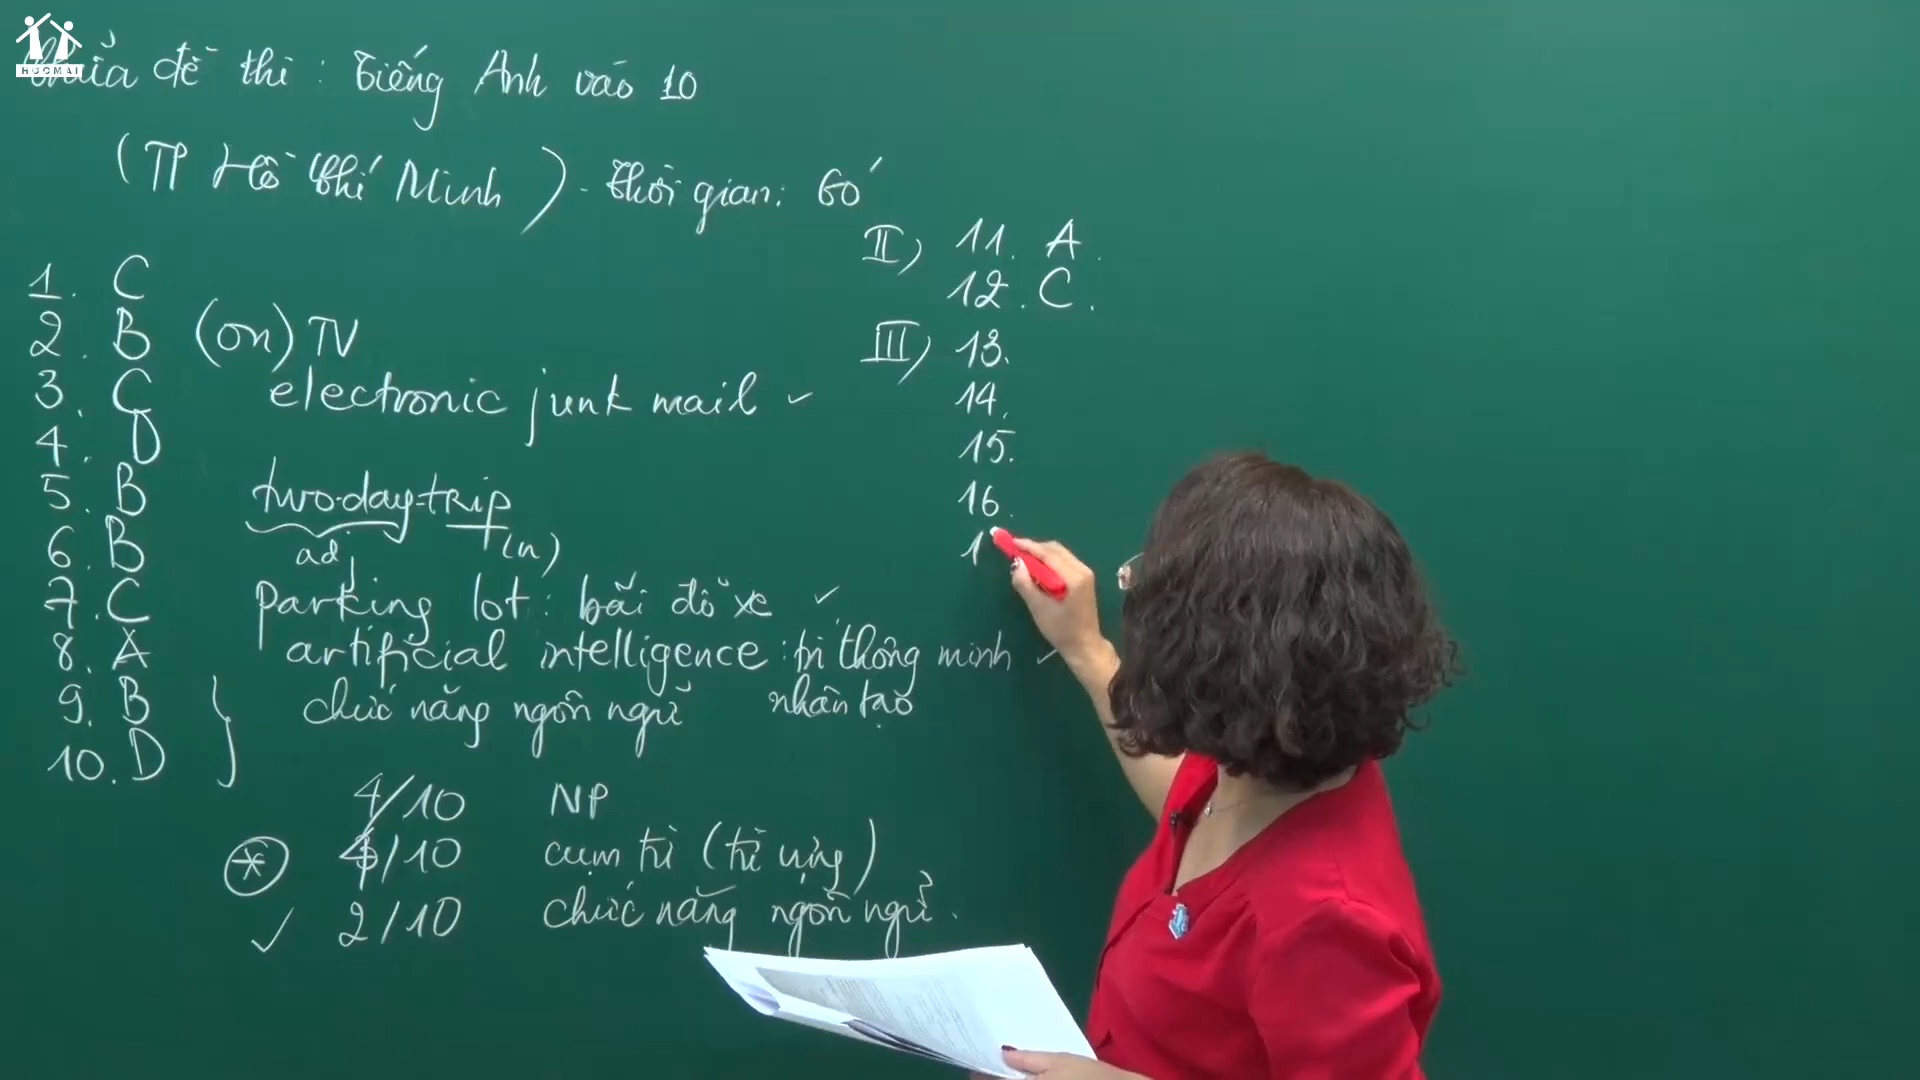 HOCMAI
Chữa đề thi: Tiếng Anh vào 10
(TP Hồ Chí Minh) - Thời gian: 60'
1. C
2. B (on) TV
3. C electronic junk mail ✓
4. D
5. B two-day-trip
6. B adj (n)
7. C parking lot: bãi đỗ xe ✓
8. A artificial intelligence: trí thông minh ✓
nhân tạo
9. B chức năng ngôn ngữ
10. D
4/10 NP
* 4/10 cụm từ (từ vựng)
✓ 2/10 chức năng ngôn ngữ.
II) 11. A.
12. C.
III) 13.
14.
15.
16.
1